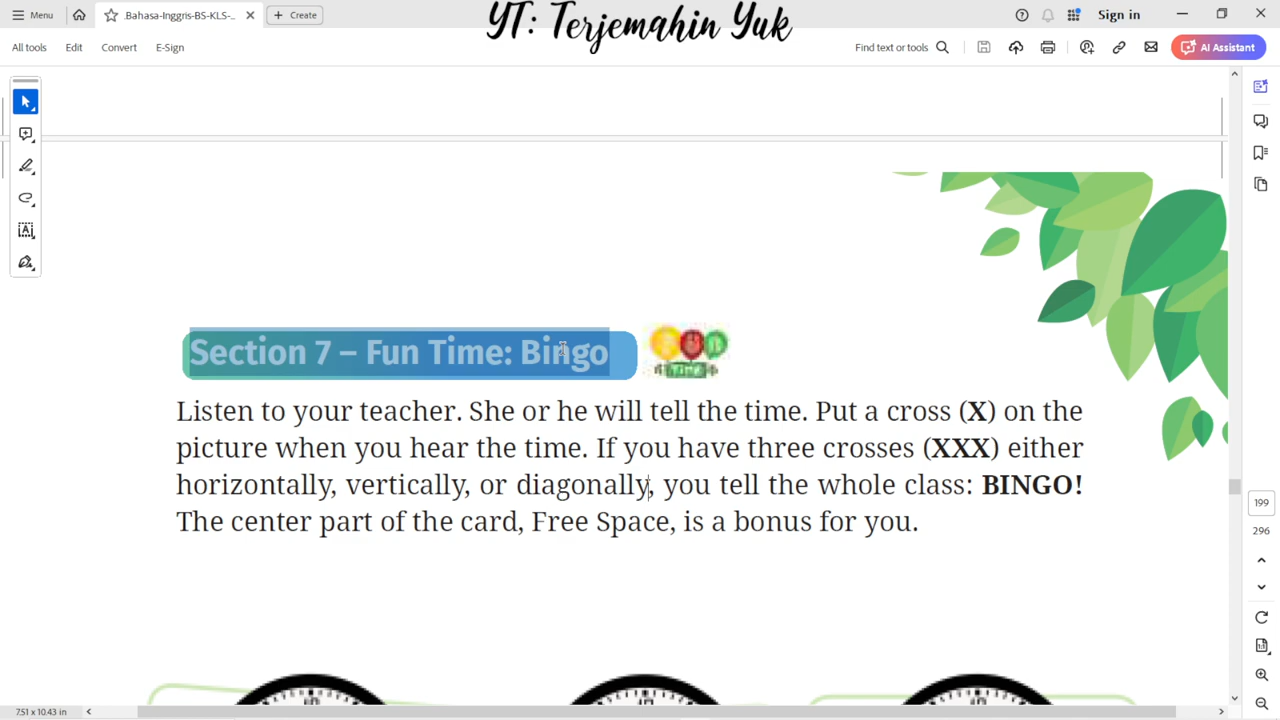 Menu
.Bahasa-Inggris-BS-KLS-...
Create
YT: Terjemahin Yuk
Sign in
All tools
Edit
Convert
E-Sign
Find text or tools
AI Assistant
Section 7 – Fun Time: Bingo
Listen to your teacher. She or he will tell the time. Put a cross (X) on the
picture when you hear the time. If you have three crosses (XXX) either
horizontally, vertically, or diagonally, you tell the whole class: BINGO!
The center part of the card, Free Space, is a bonus for you.
199
296
7.51 x 10.43 in